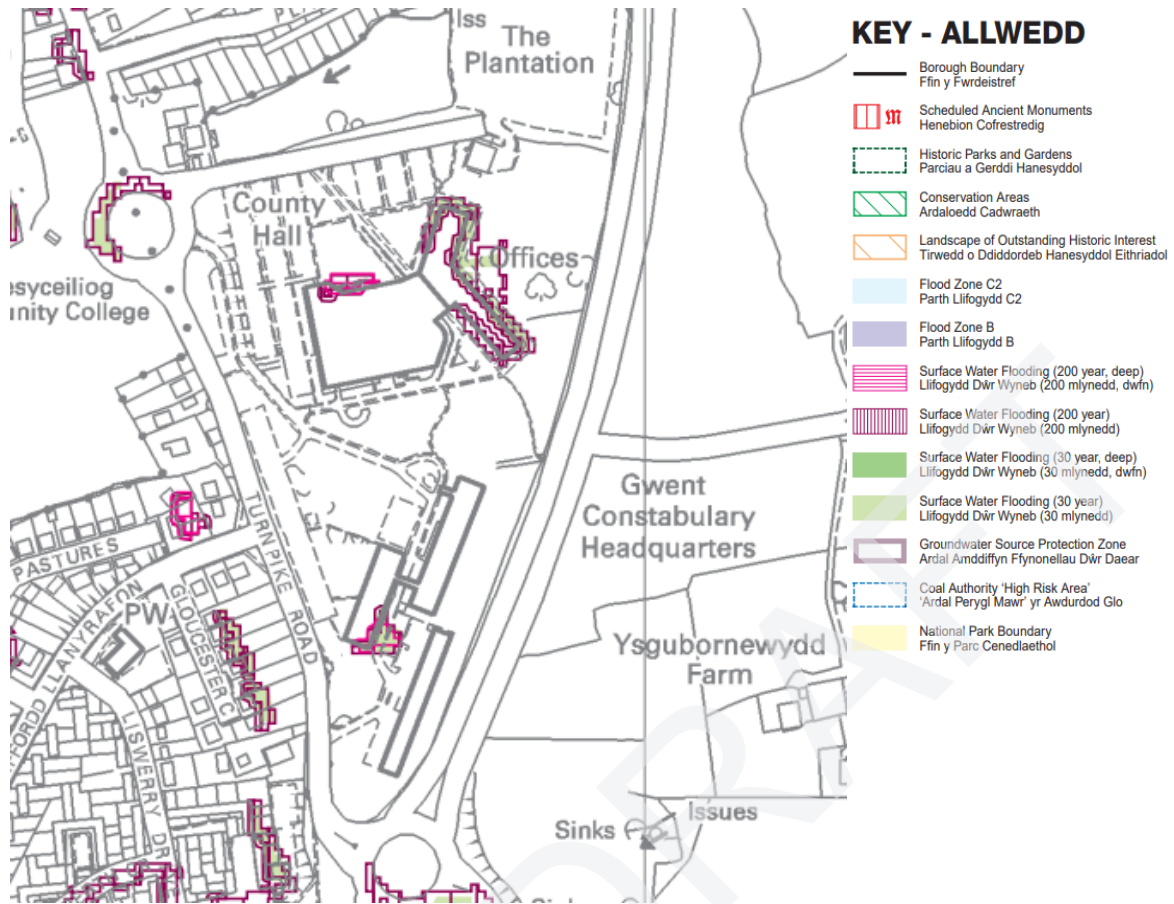 Iss
The
Plantation
County
Hall
Offices
esyceiliog
unity College
TURNPIKE ROAD
PASTURES
PW
GLOUCESTER C
FFORDD LLANYRAFON
LISWERRY DR
Gwent
Constabulary
Headquarters
Ysgubornewydd
Farm
Issues
Sinks
KEY - ALLWEDD
Borough Boundary
Ffin y Fwrdeistref
Scheduled Ancient Monuments
Henebion Cofrestredig
Historic Parks and Gardens
Parciau a Gerddi Hanesyddol
Conservation Areas
Ardaloedd Cadwraeth
Landscape of Outstanding Historic Interest
Tirwedd o Ddiddordeb Hanesyddol Eithriadol
Flood Zone C2
Parth Llifogydd C2
Flood Zone B
Parth Llifogydd B
Surface Water Flooding (200 year, deep)
Llifogydd Dŵr Wyneb (200 mlynedd, dwfn)
Surface Water Flooding (200 year)
Llifogydd Dŵr Wyneb (200 mlynedd)
Surface Water Flooding (30 year, deep)
Llifogydd Dŵr Wyneb (30 mlynedd, dwfn)
Surface Water Flooding (30 year)
Llifogydd Dŵr Wyneb (30 mlynedd)
Groundwater Source Protection Zone
Ardal Amddiffyn Ffynonellau Dŵr Daear
Coal Authority 'High Risk Area'
'Ardal Perygl Mawr' yr Awdurdod Glo
National Park Boundary
Ffin y Parc Cenedlaethol
DRAFT